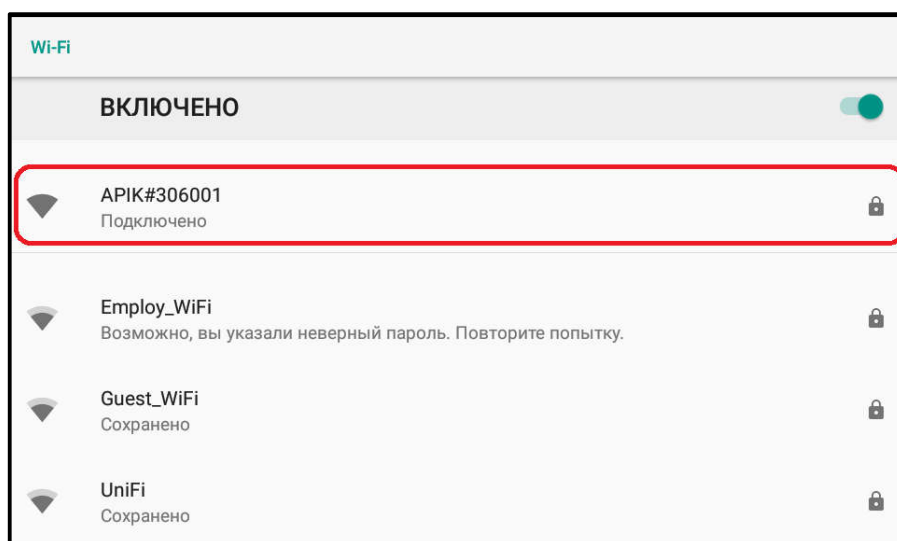 Wi-Fi
ВКЛЮЧЕНО
APIK#306001
Подключено
Employ_WiFi
Возможно, вы указали неверный пароль. Повторите попытку.
Guest_WiFi
Сохранено
UniFi
Сохранено